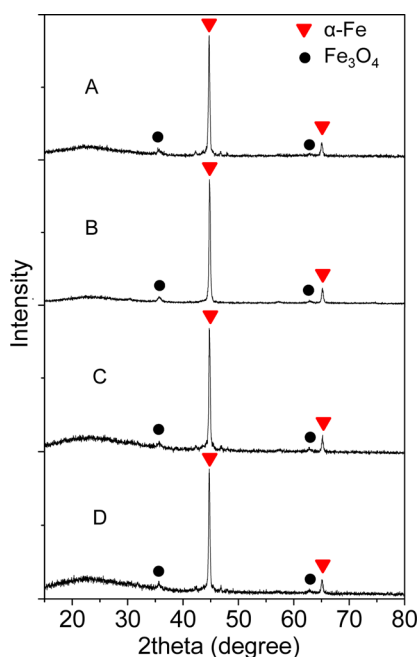 α-Fe
Fe₃O₄
A
B
C
D
Intensity
20 30 40 50 60 70 80
2theta (degree)